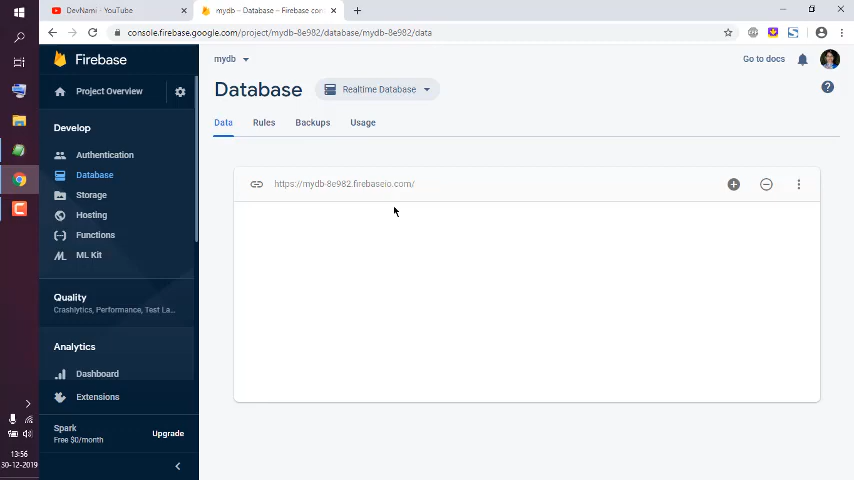 DevNami - YouTube
mydb – Database – Firebase con
console.firebase.google.com/project/mydb-8e982/database/mydb-8e982/data
Firebase
mydb
Go to docs
Project Overview
Database
Realtime Database
Develop
Data
Rules
Backups
Usage
Authentication
Database
Storage
Hosting
Functions
ML Kit
https://mydb-8e982.firebaseio.com/
Quality
Crashlytics, Performance, Test La...
Analytics
Dashboard
Extensions
Spark
Free $0/month
Upgrade
13:56
30-12-2019